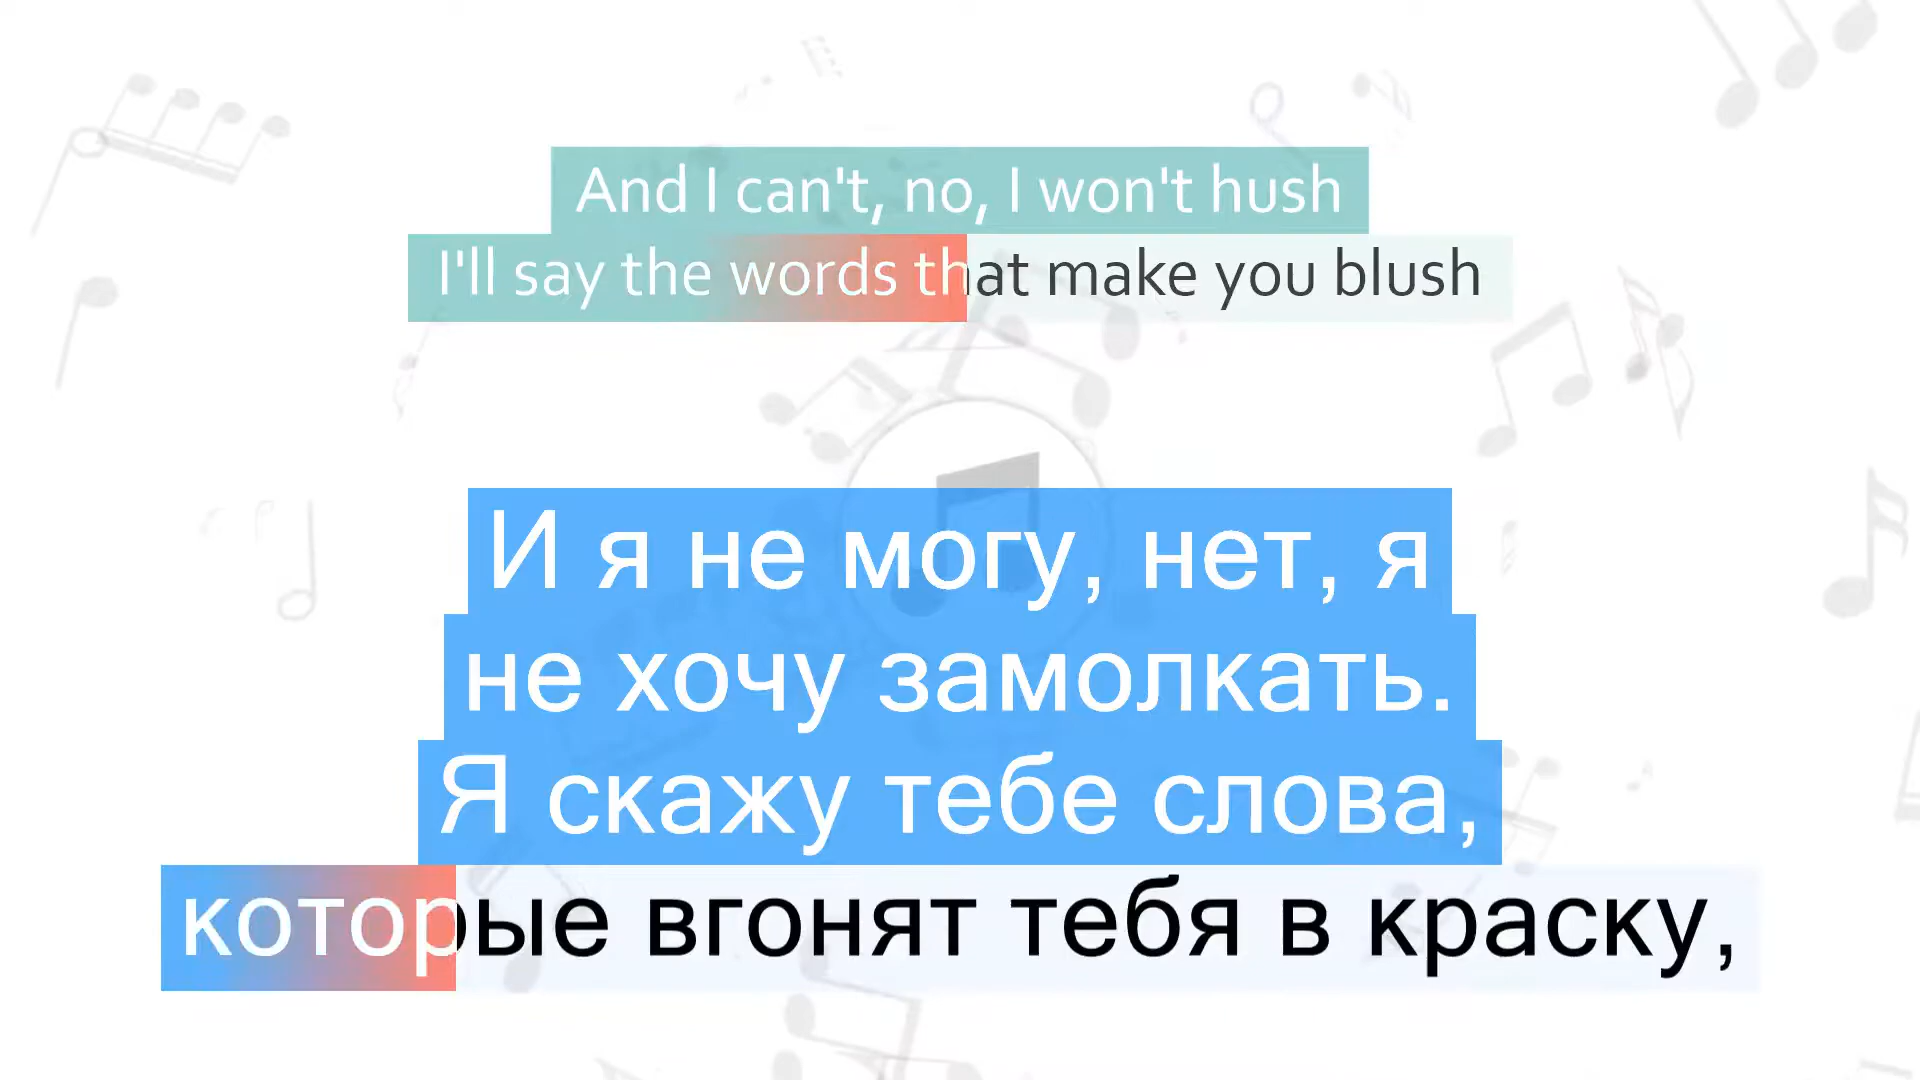 And I can't, no, I won't hush
I'll say the words that make you blush
И я не могу, нет, я
не хочу замолкать.
Я скажу тебе слова,
которые вгонят тебя в краску,